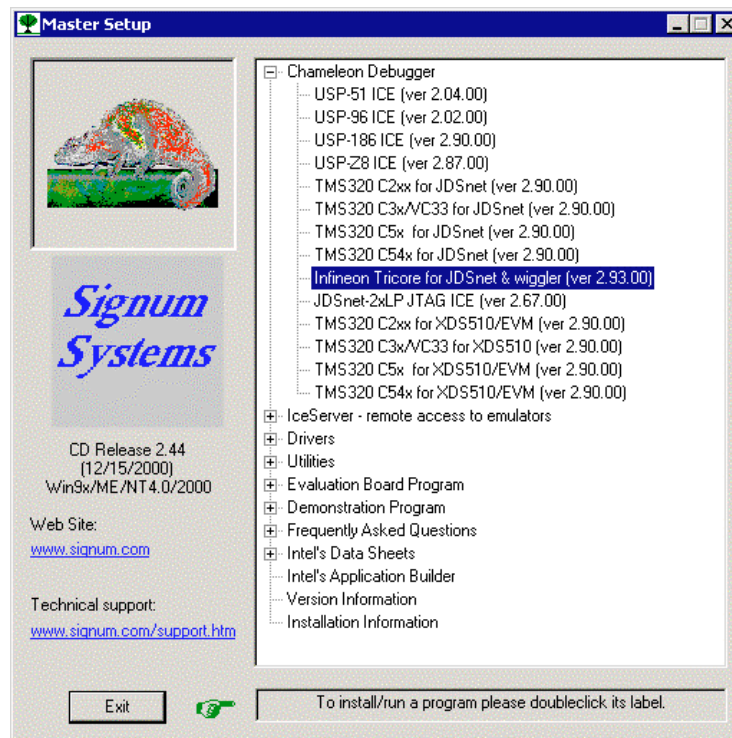 Master Setup
Chameleon Debugger
USP-51 ICE (ver 2.04.00)
USP-96 ICE (ver 2.02.00)
USP-186 ICE (ver 2.90.00)
USP-Z8 ICE (ver 2.87.00)
TMS320 C2xx for JDSnet (ver 2.90.00)
TMS320 C3x/VC33 for JDSnet (ver 2.90.00)
TMS320 C5x  for JDSnet (ver 2.90.00)
TMS320 C54x for JDSnet (ver 2.90.00)
Infineon Tricore for JDSnet & wiggler (ver 2.93.00)
JDSnet-2xLP JTAG ICE (ver 2.67.00)
TMS320 C2xx for XDS510/EVM (ver 2.90.00)
TMS320 C3x/VC33 for XDS510 (ver 2.90.00)
TMS320 C5x  for XDS510/EVM (ver 2.90.00)
TMS320 C54x for XDS510/EVM (ver 2.90.00)
IceServer - remote access to emulators
Drivers
Utilities
Evaluation Board Program
Demonstration Program
Frequently Asked Questions
Intel's Data Sheets
Intel's Application Builder
Version Information
Installation Information
Signum
Systems
CD Release 2.44
(12/15/2000)
Win9x/ME/NT4.0/2000
Web Site:
www.signum.com
Technical support:
www.signum.com/support.htm
Exit
To install/run a program please doubleclick its label.